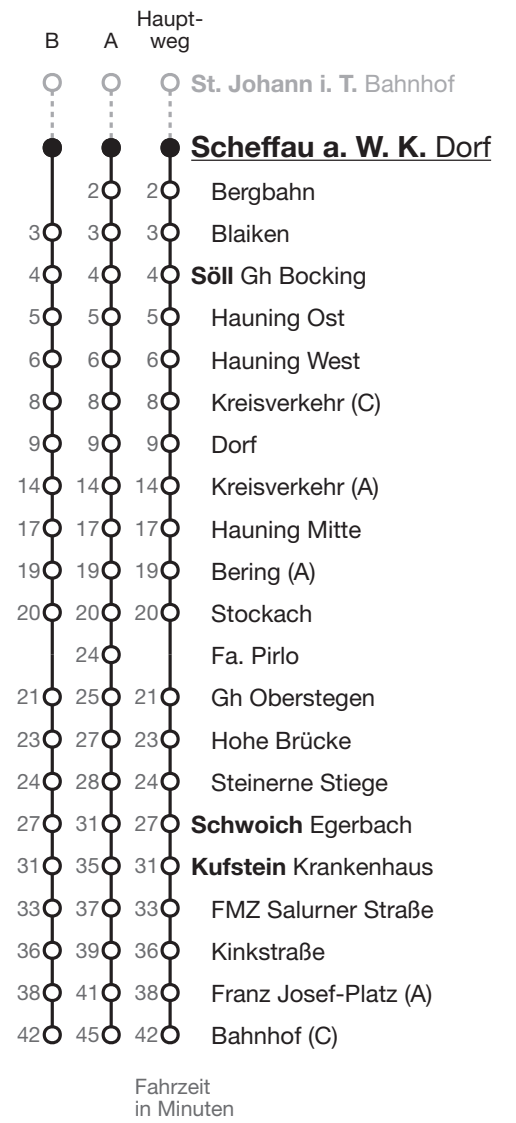 Haupt-
B A weg
St. Johann i. T. Bahnhof
Scheffau a. W. K. Dorf
2 2 Bergbahn
3 3 3 Blaiken
4 4 4 Söll Gh Bocking
5 5 5 Hauning Ost
6 6 6 Hauning West
8 8 8 Kreisverkehr (C)
9 9 9 Dorf
14 14 14 Kreisverkehr (A)
17 17 17 Hauning Mitte
19 19 19 Bering (A)
20 20 20 Stockach
24 Fa. Pirlo
21 25 21 Gh Oberstegen
23 27 23 Hohe Brücke
24 28 24 Steinerne Stiege
27 31 27 Schwoich Egerbach
31 35 31 Kufstein Krankenhaus
33 37 33 FMZ Salurner Straße
36 39 36 Kinkstraße
38 41 38 Franz Josef-Platz (A)
42 45 42 Bahnhof (C)
Fahrzeit
in Minuten